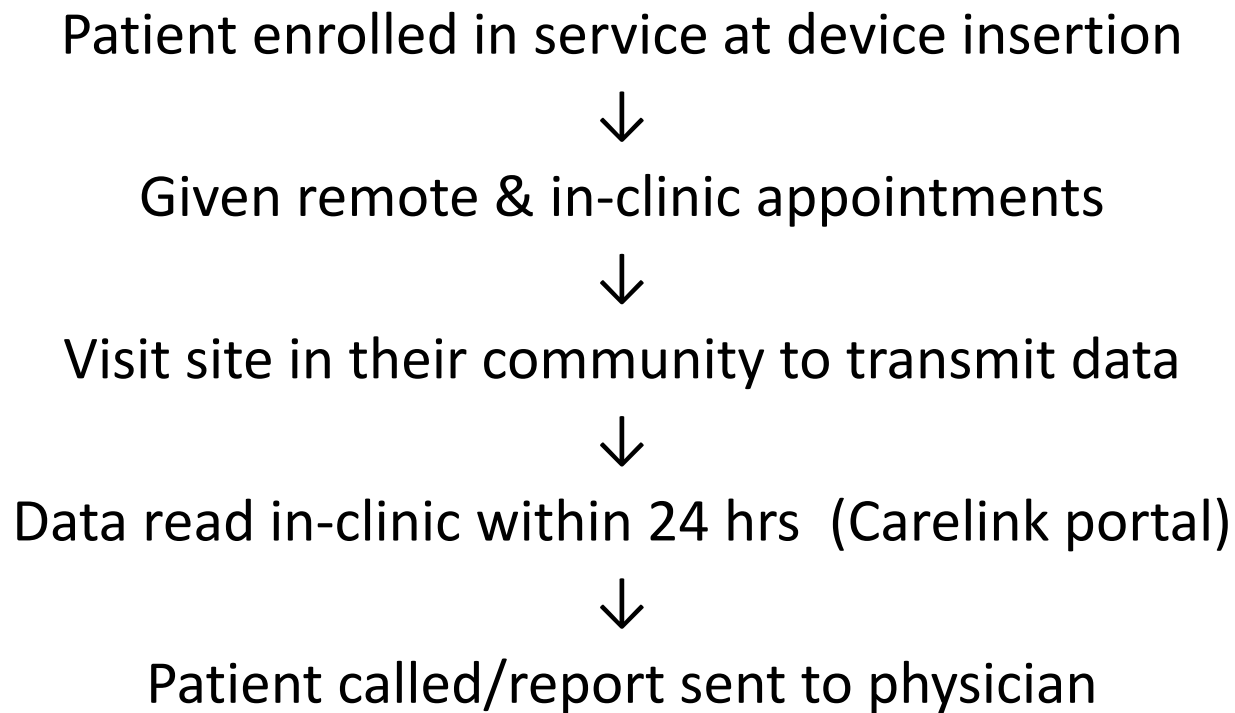 Patient enrolled in service at device insertion
↓
Given remote & in-clinic appointments
↓
Visit site in their community to transmit data
↓
Data read in-clinic within 24 hrs  (Carelink portal)
↓
Patient called/report sent to physician